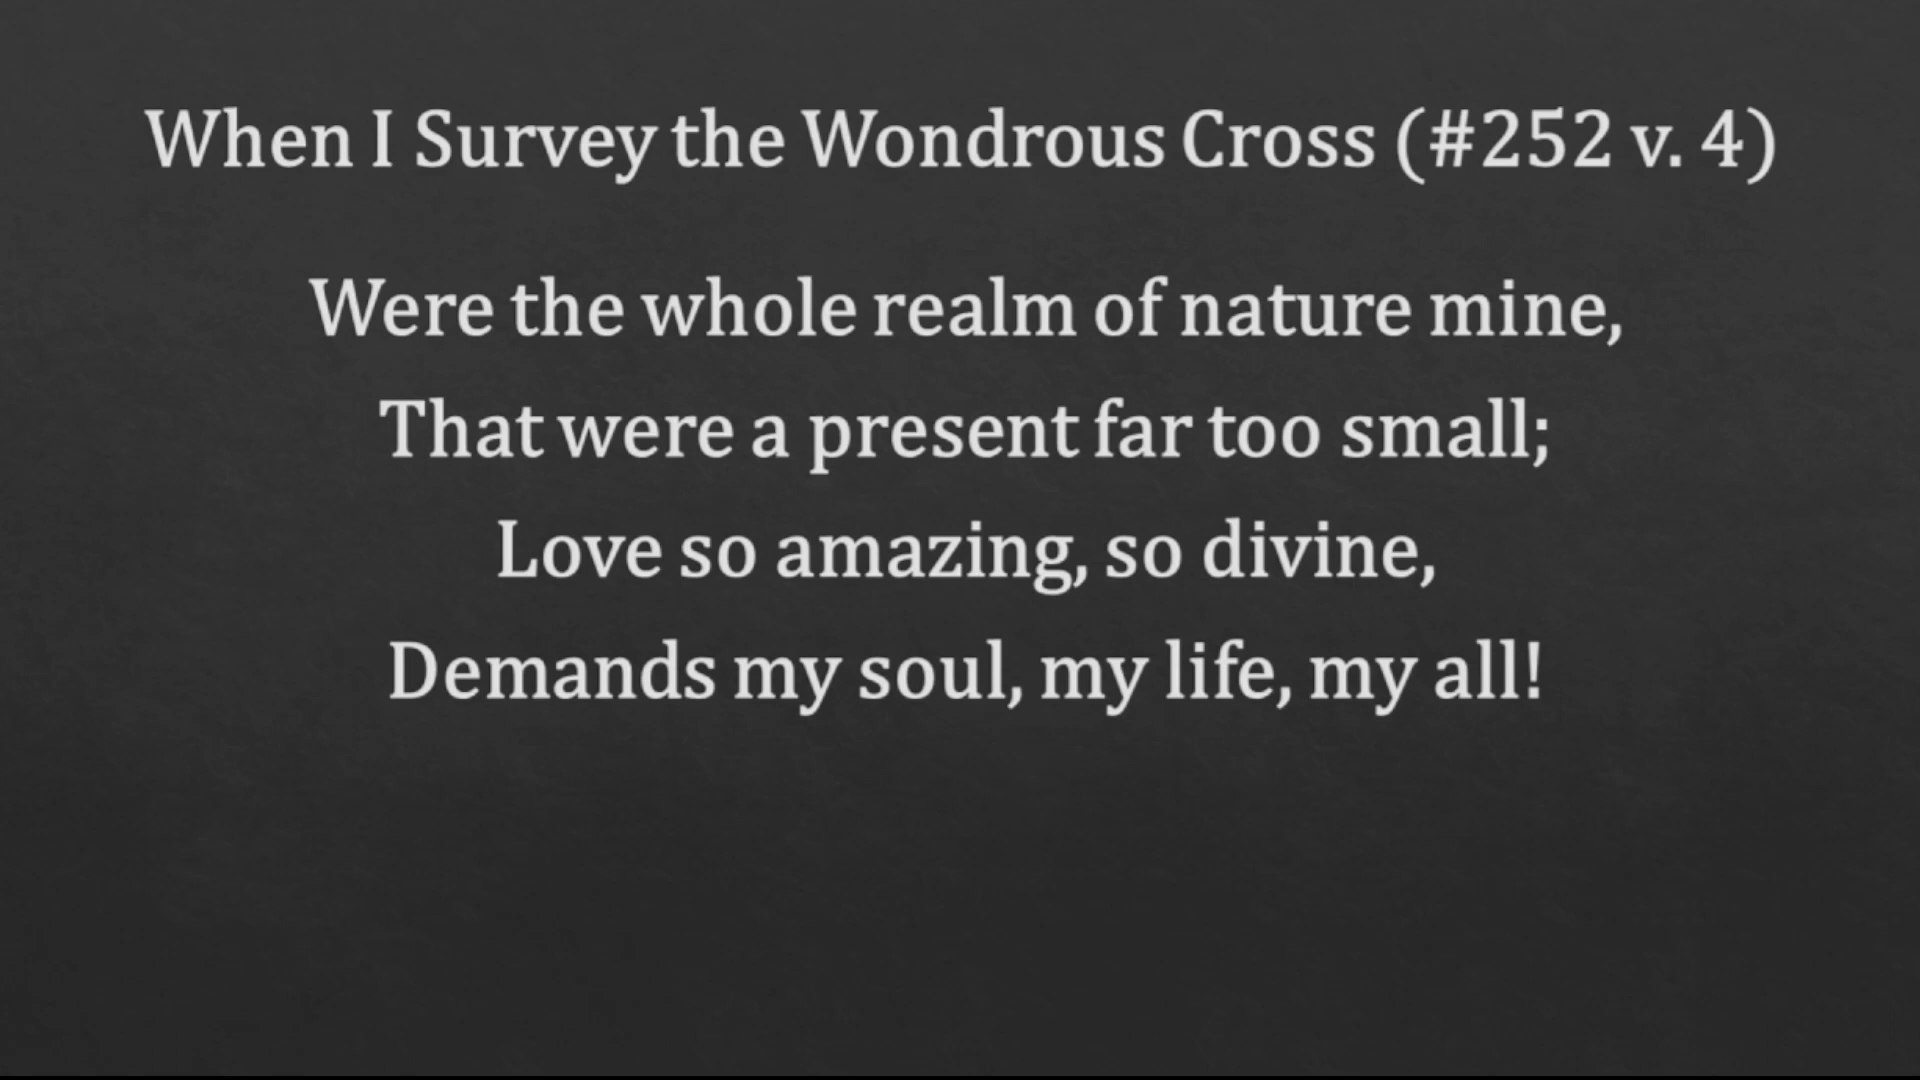 When I Survey the Wondrous Cross (#252 v. 4)
Were the whole realm of nature mine,
That were a present far too small;
Love so amazing, so divine,
Demands my soul, my life, my all!